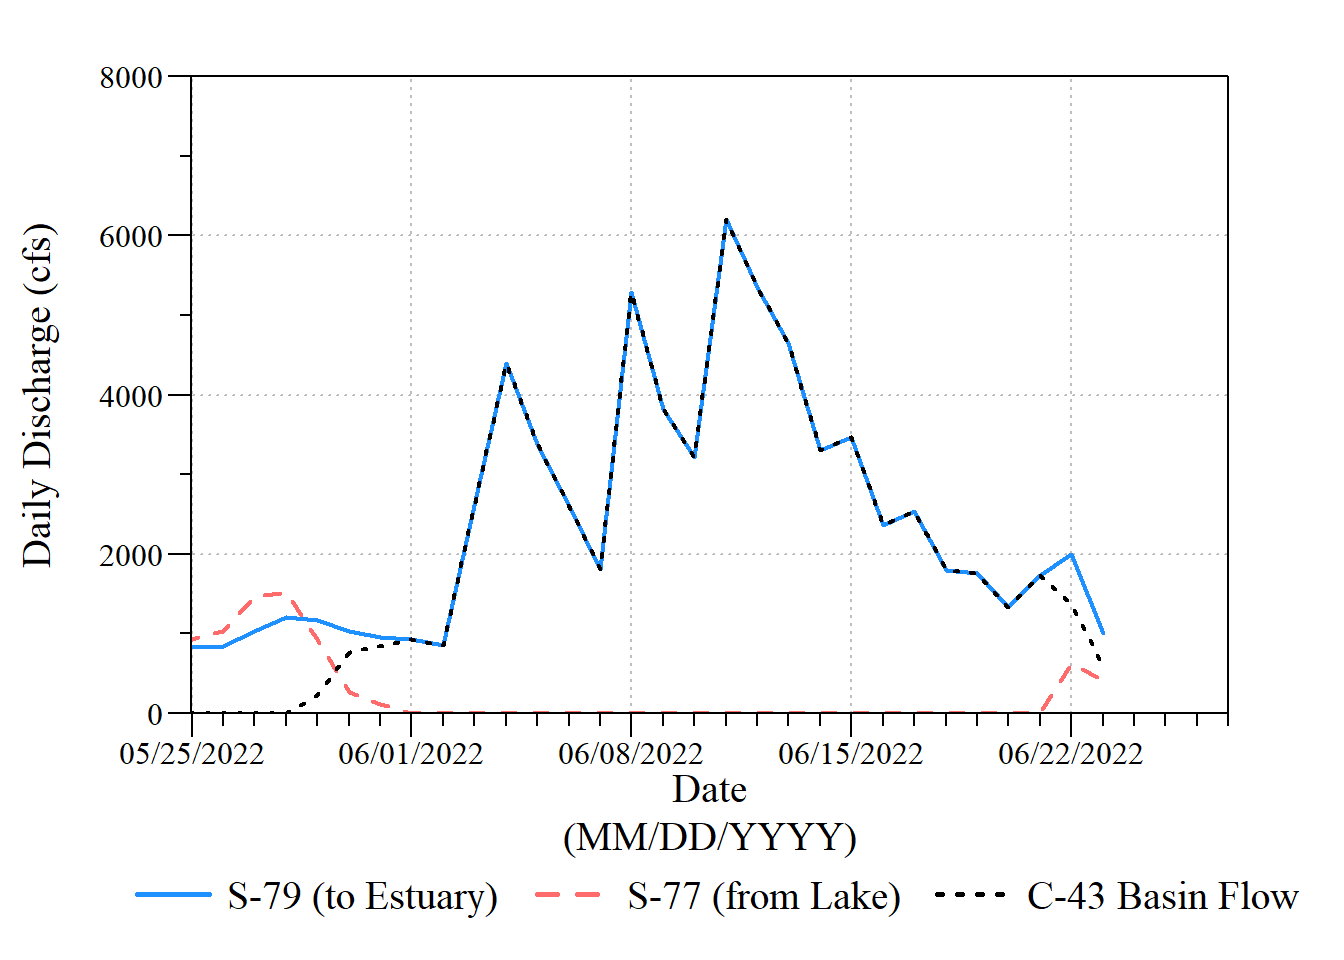 8000
6000
4000
2000
0
Daily Discharge (cfs)
05/25/2022 06/01/2022 06/08/2022 06/15/2022 06/22/2022
Date
(MM/DD/YYYY)
S-79 (to Estuary) S-77 (from Lake) C-43 Basin Flow